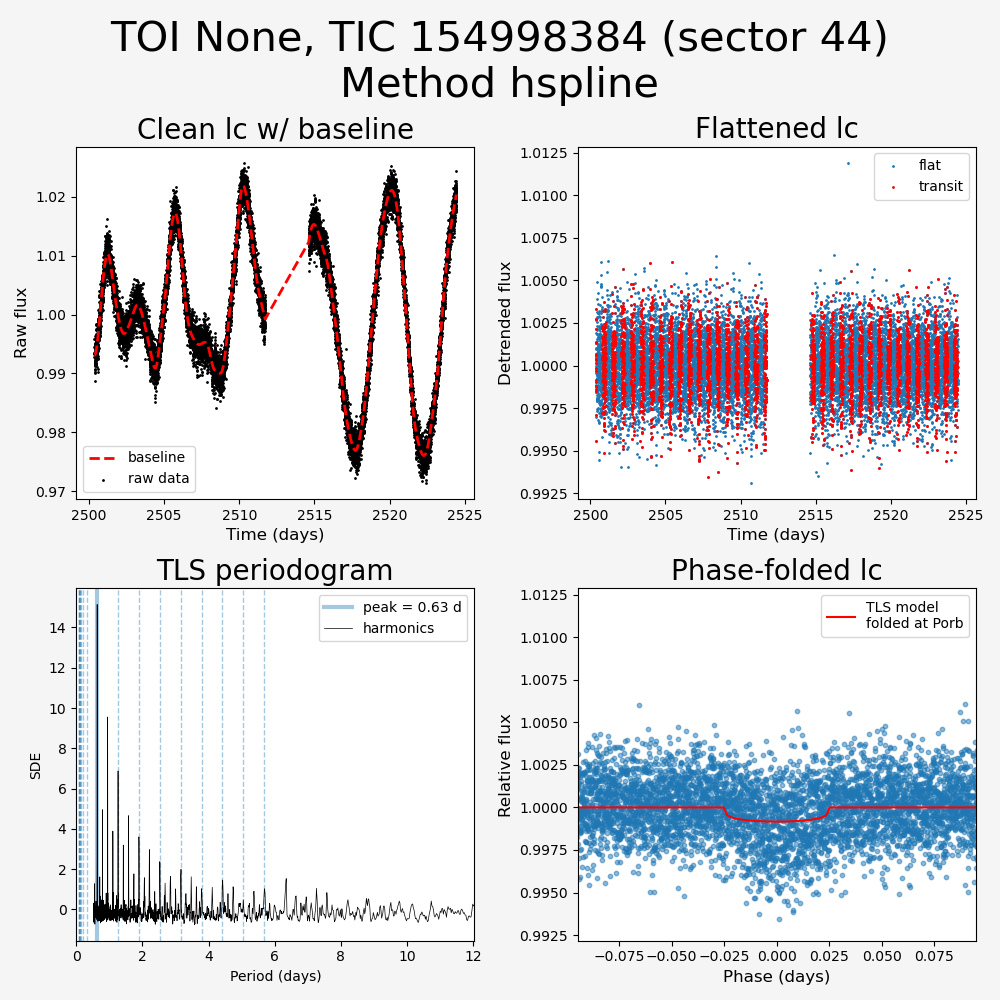 TOI None, TIC 154998384 (sector 44)
Method hspline
Clean lc w/ baseline
Raw flux
1.02
1.01
1.00
0.99
0.98
0.97
baseline
raw data
2500 2505 2510 2515 2520 2525
Time (days)
Flattened lc
Detrended flux
1.0125
1.0100
1.0075
1.0050
1.0025
1.0000
0.9975
0.9950
0.9925
flat
transit
2500 2505 2510 2515 2520 2525
Time (days)
TLS periodogram
SDE
14
12
10
8
6
4
2
0
peak = 0.63 d
harmonics
0 2 4 6 8 10 12
Period (days)
Phase-folded lc
Relative flux
1.0125
1.0100
1.0075
1.0050
1.0025
1.0000
0.9975
0.9950
0.9925
TLS model
folded at Porb
−0.075 −0.050 −0.025 0.000 0.025 0.050 0.075
Phase (days)